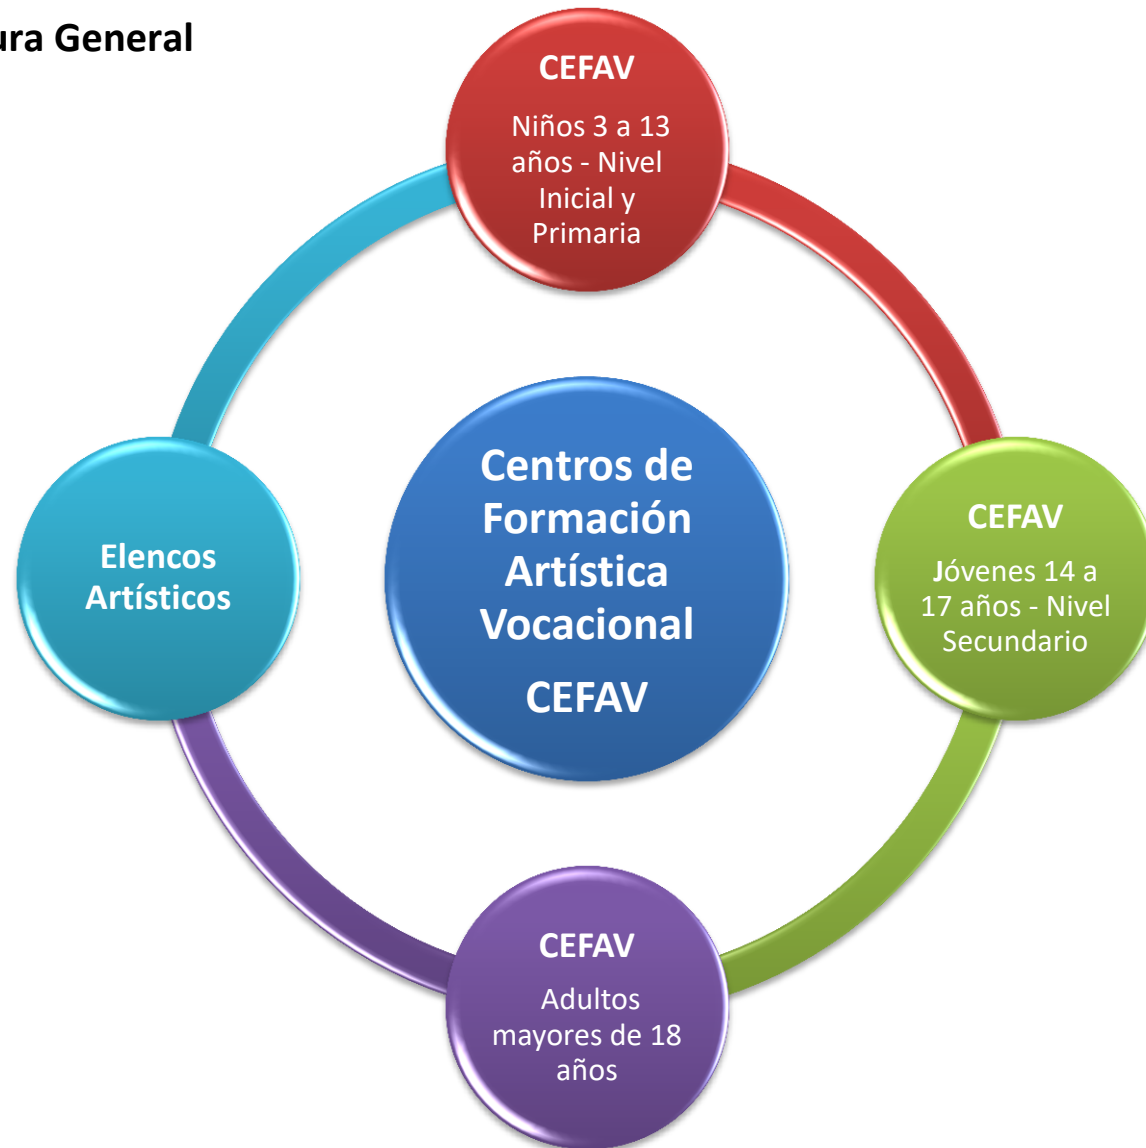 ura General
CEFAV
Niños 3 a 13
años - Nivel
Inicial y
Primaria
Centros de
Formación
Artística
Vocacional
CEFAV
CEFAV
Jóvenes 14 a
17 años - Nivel
Secundario
Elencos
Artísticos
CEFAV
Adultos
mayores de 18
años